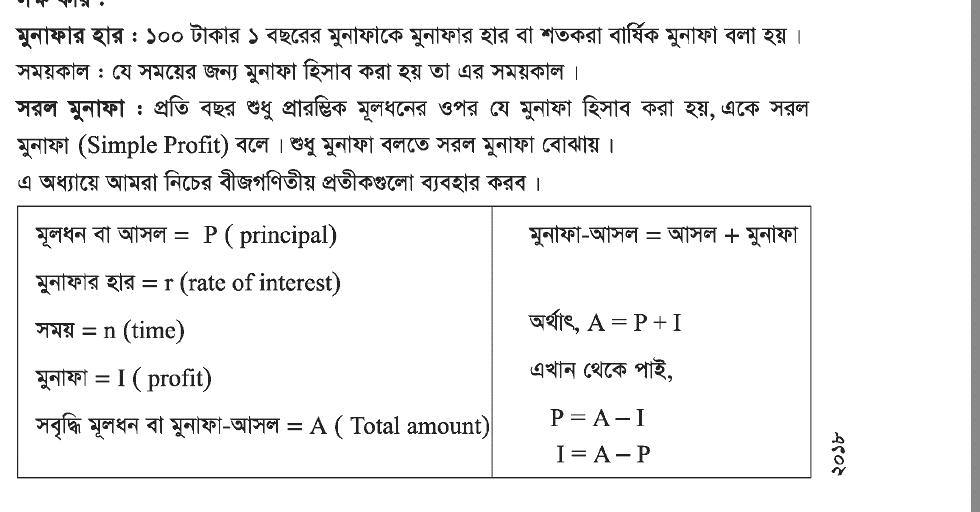 মুনাফার হার : ১০০ টাকার ১ বছরের মুনাফাকে মুনাফার হার বা শতকরা বার্ষিক মুনাফা বলা হয় ।
সময়কাল : যে সময়ের জন্য মুনাফা হিসাব করা হয় তা এর সময়কাল ।
সরল মুনাফা : প্রতি বছর শুধু প্রারম্ভিক মূলধনের ওপর যে মুনাফা হিসাব করা হয়, একে সরল
মুনাফা (Simple Profit) বলে । শুধু মুনাফা বলতে সরল মুনাফা বোঝায় ।
এ অধ্যায়ে আমরা নিচের বীজগণিতীয় প্রতীকগুলো ব্যবহার করব ।
মূলধন বা আসল = P ( principal)
মুনাফার হার = r (rate of interest)
সময় = n (time)
মুনাফা = I ( profit)
সবৃদ্ধি মূলধন বা মুনাফা-আসল = A ( Total amount)
মুনাফা-আসল = আসল + মুনাফা
অর্থাৎ, A = P + I
এখান থেকে পাই,
P = A – I
I = A – P
২০১৮